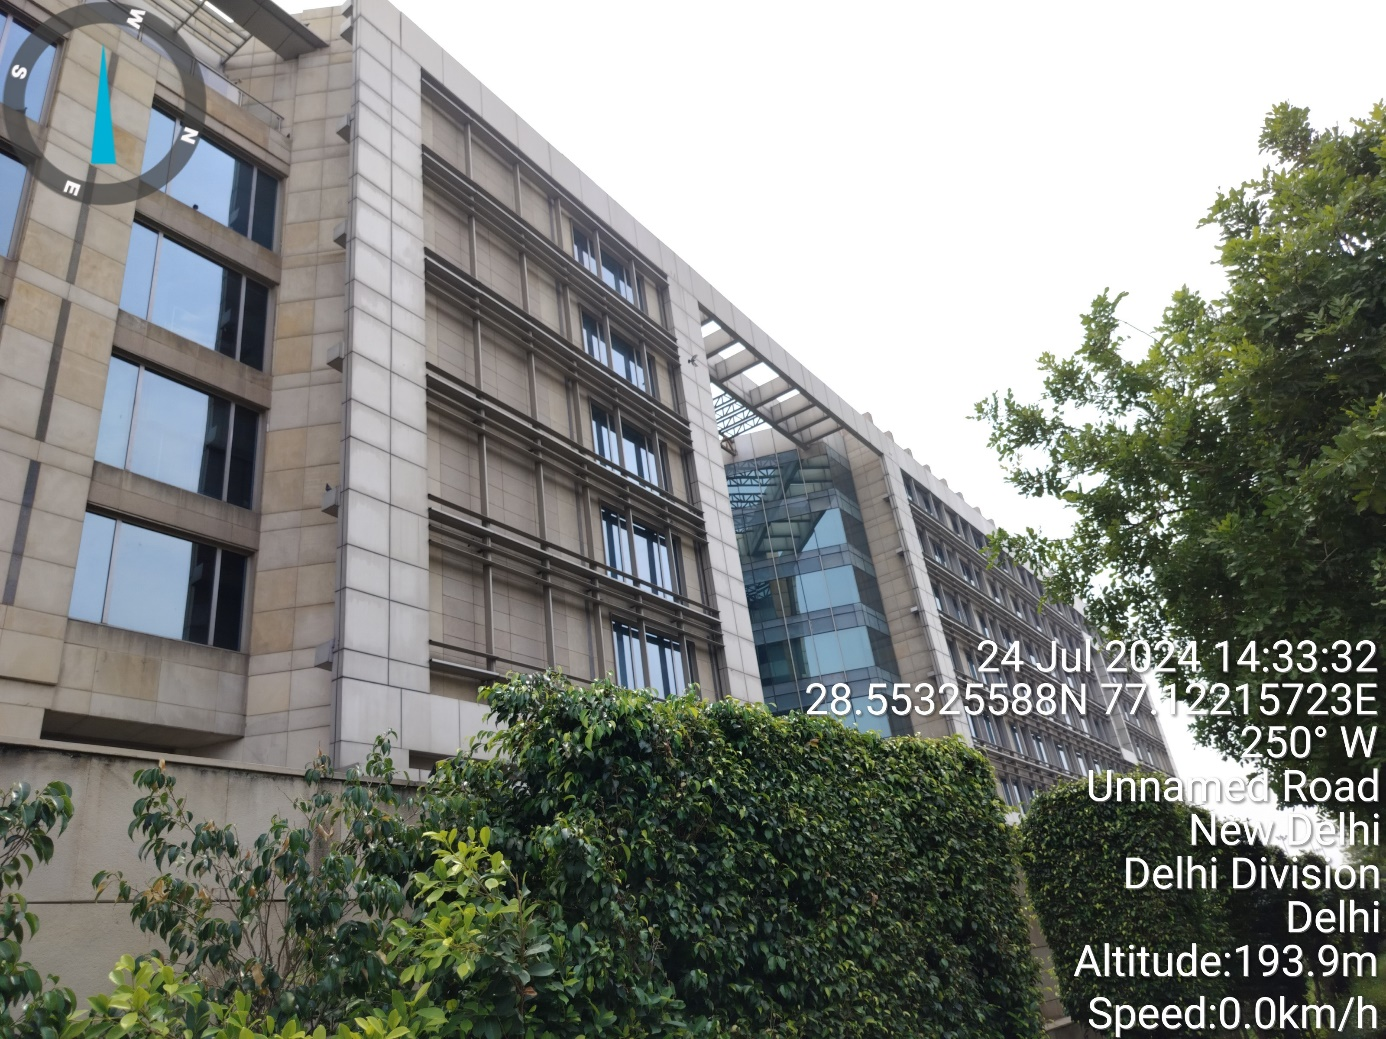 W
S
N
E
24 Jul 2024 14:33:32
28.55325588N 77.12215723E
250° W
Unnamed Road
New Delhi
Delhi Division
Delhi
Altitude:193.9m
Speed:0.0km/h